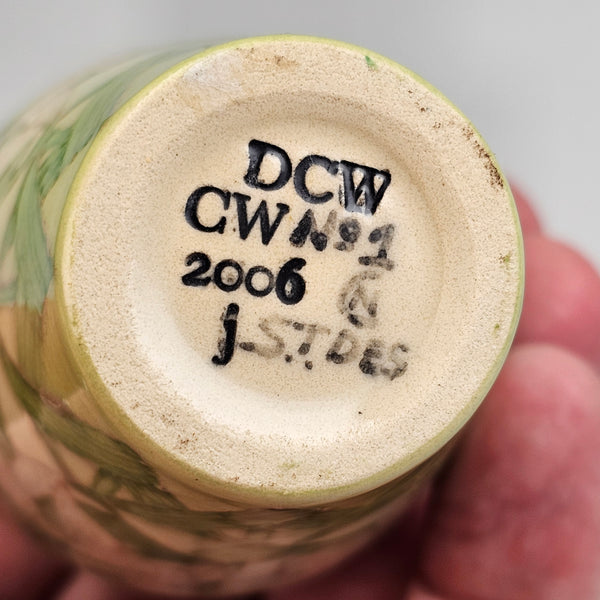 DCW
CW Nº 1
2006
j S.T. DES